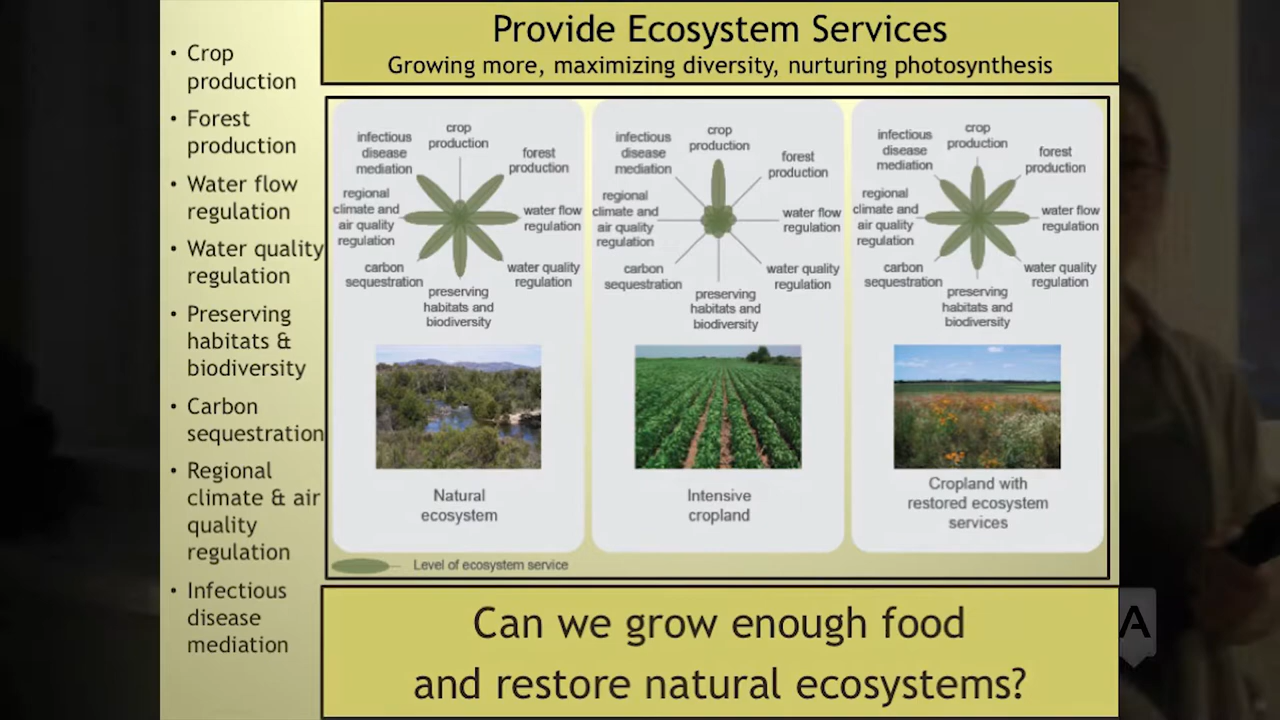 Provide Ecosystem Services
Growing more, maximizing diversity, nurturing photosynthesis
• Crop
production
• Forest
production
• Water flow
regulation
• Water quality
regulation
• Preserving
habitats &
biodiversity
• Carbon
sequestration
• Regional
climate & air
quality
regulation
• Infectious
disease
mediation
crop
production
forest
production
water flow
regulation
water quality
regulation
preserving
habitats and
biodiversity
carbon
sequestration
regional
climate and
air quality
regulation
infectious
disease
mediation
Natural
ecosystem
crop
production
forest
production
water flow
regulation
water quality
regulation
preserving
habitats and
biodiversity
carbon
sequestration
regional
climate and
air quality
regulation
infectious
disease
mediation
Intensive
cropland
crop
production
forest
production
water flow
regulation
water quality
regulation
preserving
habitats and
biodiversity
carbon
sequestration
regional
climate and
air quality
regulation
infectious
disease
mediation
Cropland with
restored ecosystem
services
Level of ecosystem service
Can we grow enough food
and restore natural ecosystems?
A